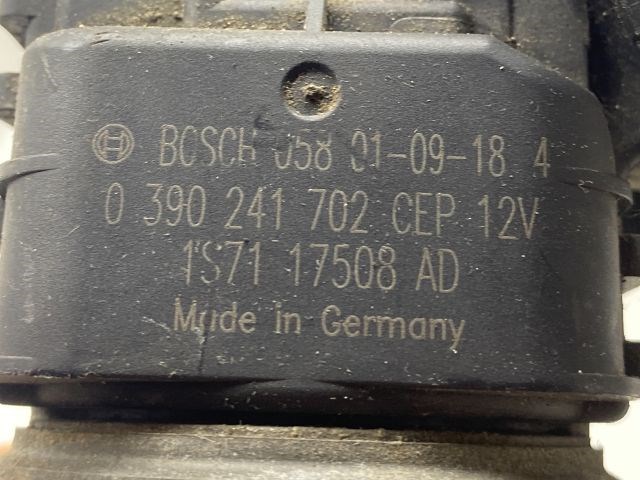 BOSCH 058 01-09-18 4
0 390 241 702 CEP 12V
1S71 17508 AD
Made in Germany